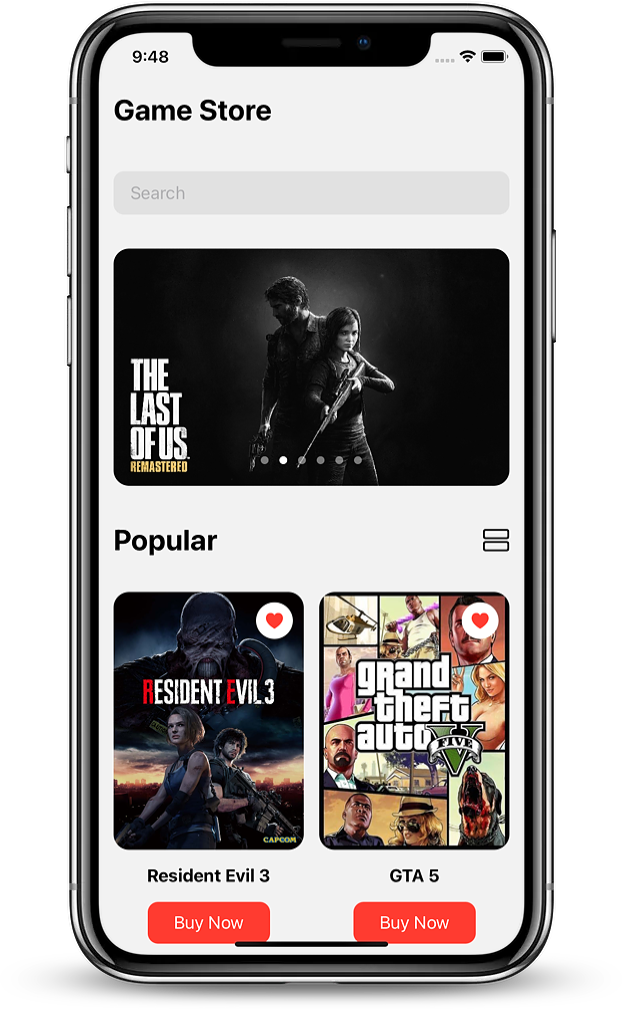 9:48
Game Store
Search
THE
LAST
OF US
REMASTERED
Popular
RESIDENT EVIL 3
CAPCOM
grand
theft
auto
FIVE
V
Resident Evil 3
GTA 5
Buy Now
Buy Now